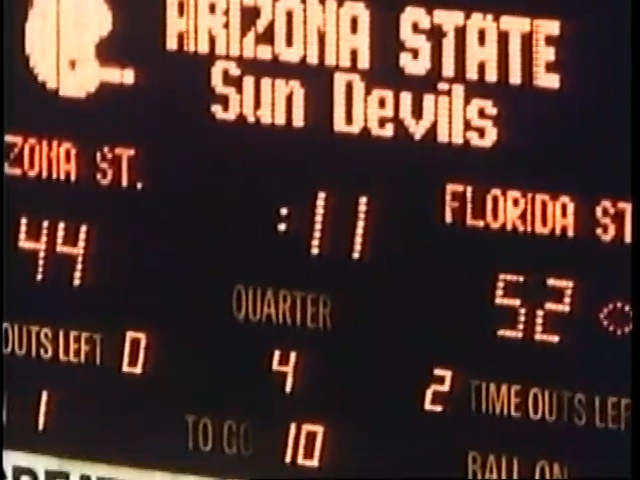 ARIZONA STATE
Sun Devils
ZONA ST.
:11
FLORIDA ST
44
52
QUARTER
OUTS LEFT 0
4
2 TIME OUTS LEF
1
TO GO 10
BALL ON